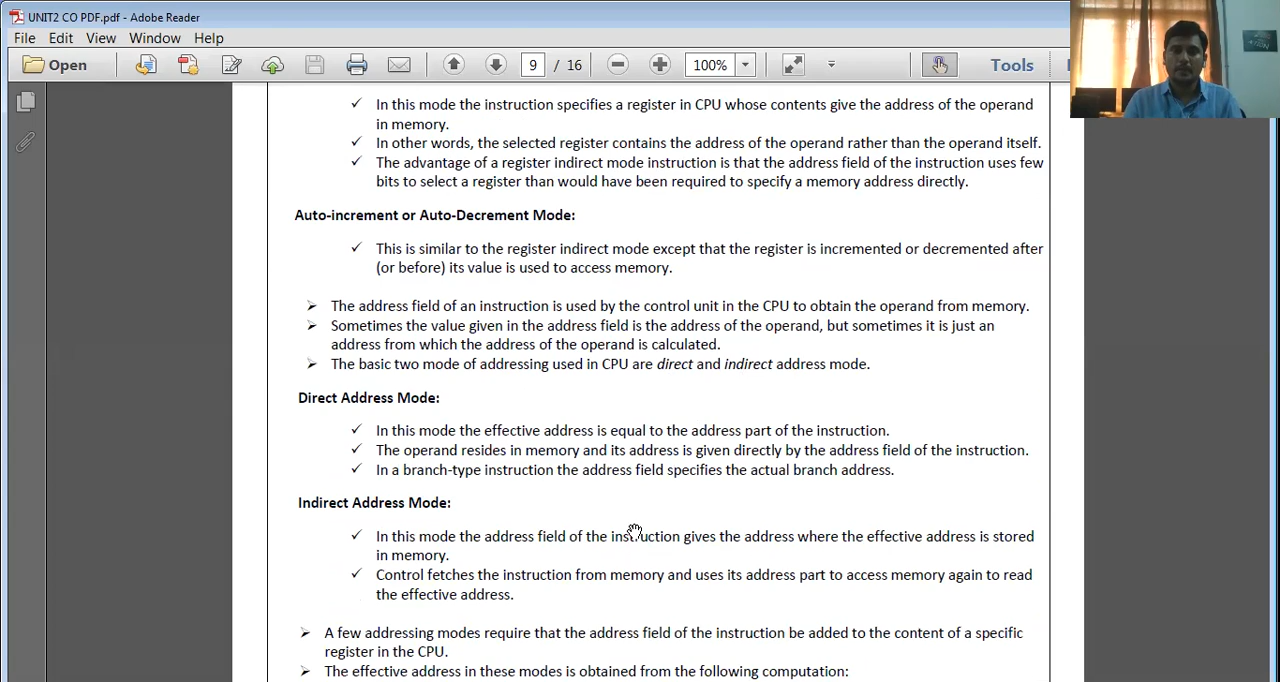 UNIT2 CO PDF.pdf - Adobe Reader
File Edit View Window Help
Open 9 / 16 100% Tools
✓ In this mode the instruction specifies a register in CPU whose contents give the address of the operand
in memory.
✓ In other words, the selected register contains the address of the operand rather than the operand itself.
✓ The advantage of a register indirect mode instruction is that the address field of the instruction uses few
bits to select a register than would have been required to specify a memory address directly.
Auto-increment or Auto-Decrement Mode:
✓ This is similar to the register indirect mode except that the register is incremented or decremented after
(or before) its value is used to access memory.
➢ The address field of an instruction is used by the control unit in the CPU to obtain the operand from memory.
➢ Sometimes the value given in the address field is the address of the operand, but sometimes it is just an
address from which the address of the operand is calculated.
➢ The basic two mode of addressing used in CPU are direct and indirect address mode.
Direct Address Mode:
✓ In this mode the effective address is equal to the address part of the instruction.
✓ The operand resides in memory and its address is given directly by the address field of the instruction.
✓ In a branch-type instruction the address field specifies the actual branch address.
Indirect Address Mode:
✓ In this mode the address field of the instruction gives the address where the effective address is stored
in memory.
✓ Control fetches the instruction from memory and uses its address part to access memory again to read
the effective address.
➢ A few addressing modes require that the address field of the instruction be added to the content of a specific
register in the CPU.
➢ The effective address in these modes is obtained from the following computation: